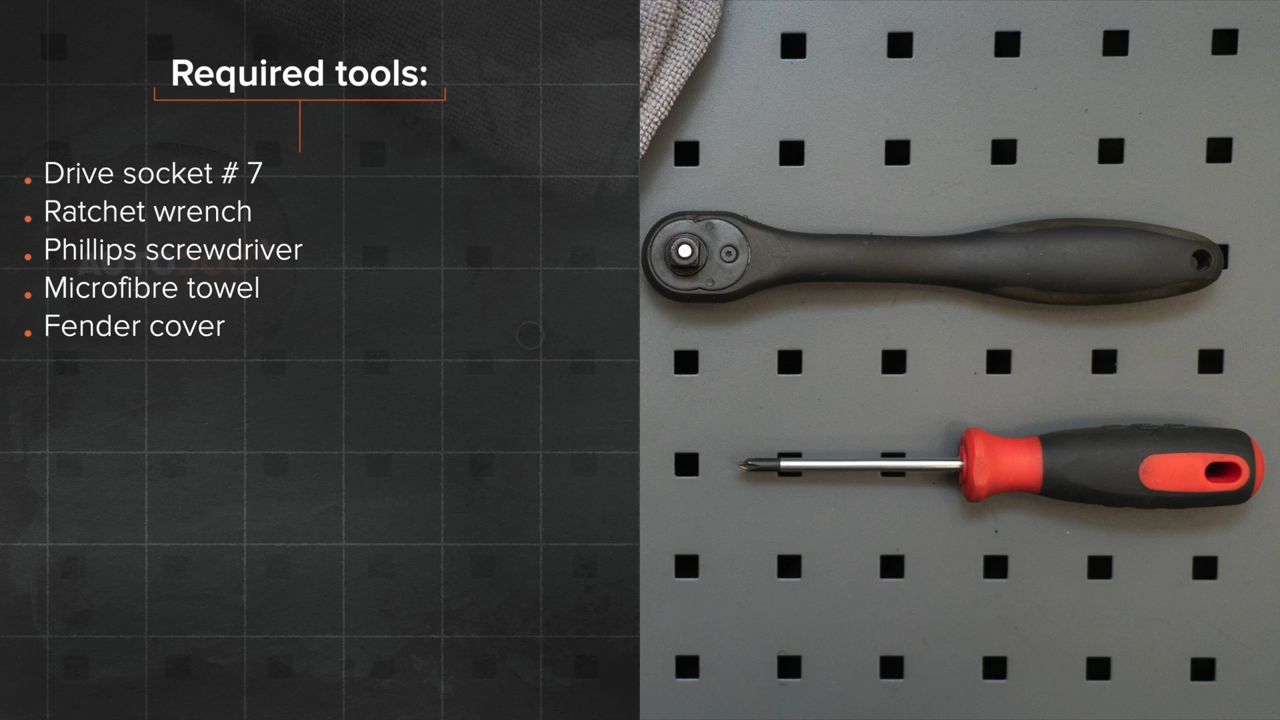 Required tools:
Drive socket # 7
Ratchet wrench
Phillips screwdriver
Microfibre towel
Fender cover